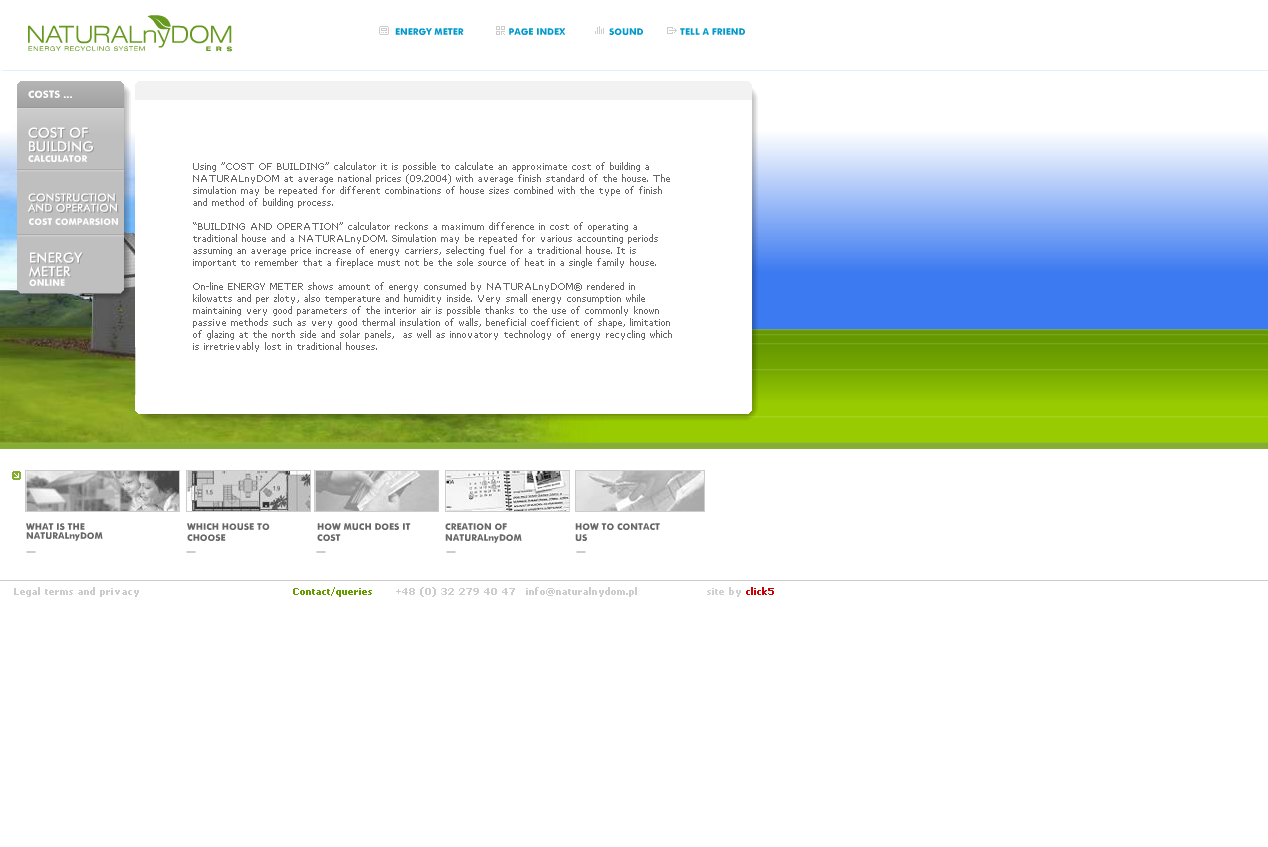 NATURALnyDOM
ENERGY RECYCLING SYSTEM ERS
ENERGY METER
PAGE INDEX
SOUND
TELL A FRIEND
COSTS ...
COST OF
BUILDING
CALCULATOR
CONSTRUCTION
AND OPERATION
COST COMPARSION
ENERGY
METER
ONLINE
Using "COST OF BUILDING" calculator it is possible to calculate an approximate cost of building a
NATURALnyDOM at average national prices (09.2004) with average finish standard of the house. The
simulation may be repeated for different combinations of house sizes combined with the type of finish
and method of building process.
"BUILDING AND OPERATION" calculator reckons a maximum difference in cost of operating a
traditional house and a NATURALnyDOM. Simulation may be repeated for various accounting periods
assuming an average price increase of energy carriers, selecting fuel for a traditional house. It is
important to remember that a fireplace must not be the sole source of heat in a single family house.
On-line ENERGY METER shows amount of energy consumed by NATURALnyDOM® rendered in
kilowatts and per zloty, also temperature and humidity inside. Very small energy consumption while
maintaining very good parameters of the interior air is possible thanks to the use of commonly known
passive methods such as very good thermal insulation of walls, beneficial coefficient of shape, limitation
of glazing at the north side and solar panels, as well as innovatory technology of energy recycling which
is irretrievably lost in traditional houses.
1.5
1.9
WHAT IS THE
NATURALnyDOM
WHICH HOUSE TO
CHOOSE
HOW MUCH DOES IT
COST
CREATION OF
NATURALnyDOM
HOW TO CONTACT
US
Legal terms and privacy
Contact/queries
+48 (0) 32 279 40 47
info@naturalnydom.pl
site by click5